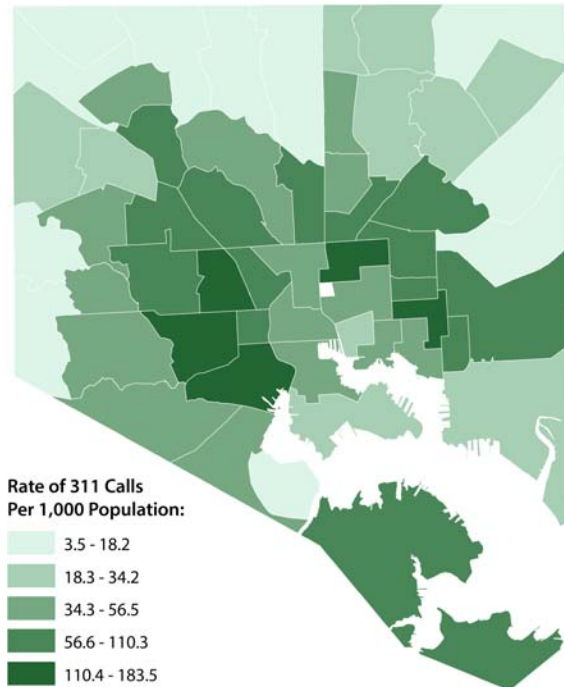 Rate of 311 Calls
Per 1,000 Population:
3.5 - 18.2
18.3 - 34.2
34.3 - 56.5
56.6 - 110.3
110.4 - 183.5